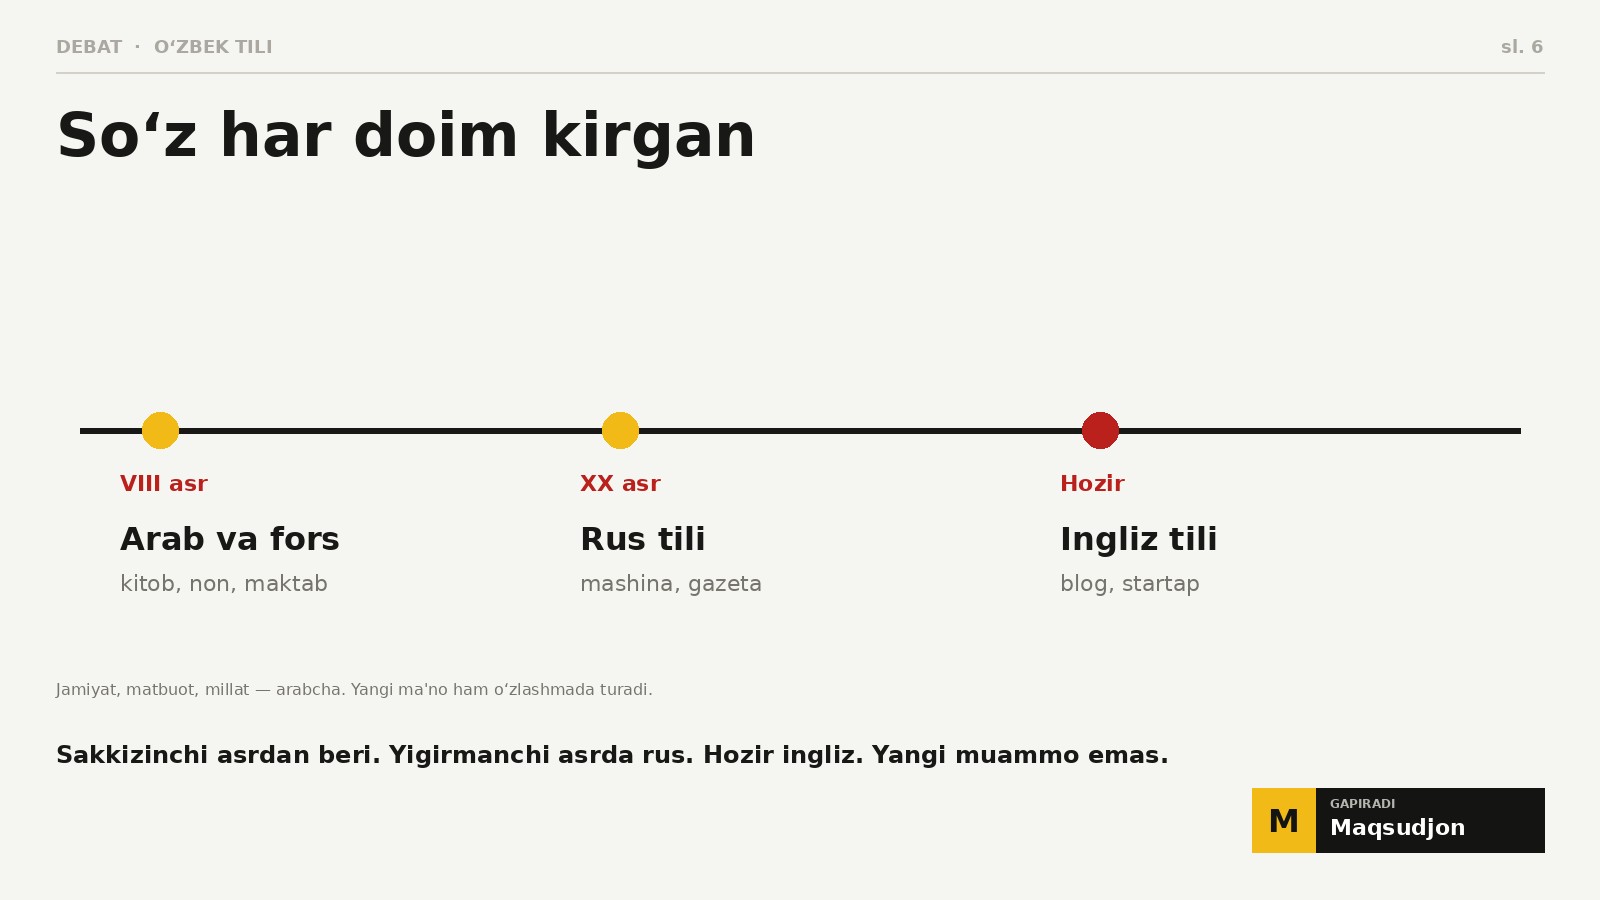 DEBAT · O‘ZBEK TILI
sl. 6
So‘z har doim kirgan
VIII asr
Arab va fors
kitob, non, maktab
XX asr
Rus tili
mashina, gazeta
Hozir
Ingliz tili
blog, startap
Jamiyat, matbuot, millat — arabcha. Yangi ma'no ham o‘zlashmada turadi.
Sakkizinchi asrdan beri. Yigirmanchi asrda rus. Hozir ingliz. Yangi muammo emas.
M
GAPIRADI
Maqsudjon